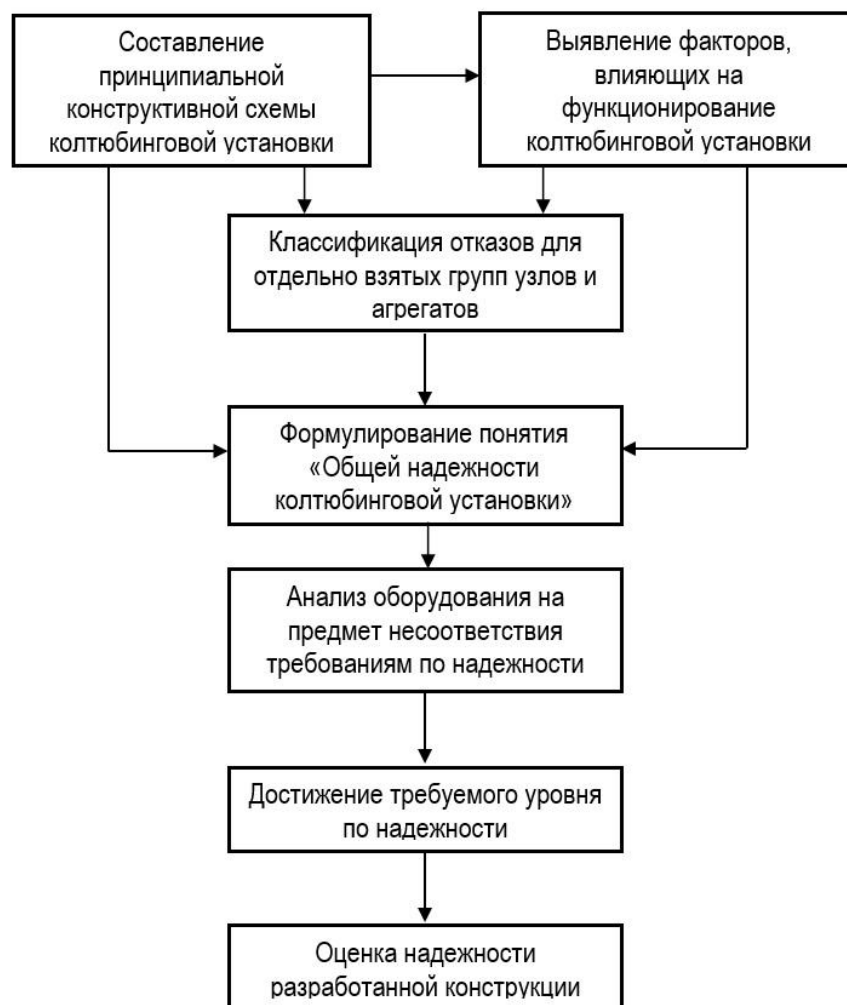 Составление
принципиальной
конструктивной схемы
колтюбинговой установки
Выявление факторов,
влияющих на
функционирование
колтюбинговой установки
Классификация отказов для
отдельно взятых групп узлов и
агрегатов
Формулирование понятия
«Общей надежности
колтюбинговой установки»
Анализ оборудования на
предмет несоответствия
требованиям по надежности
Достижение требуемого уровня
по надежности
Оценка надежности
разработанной конструкции